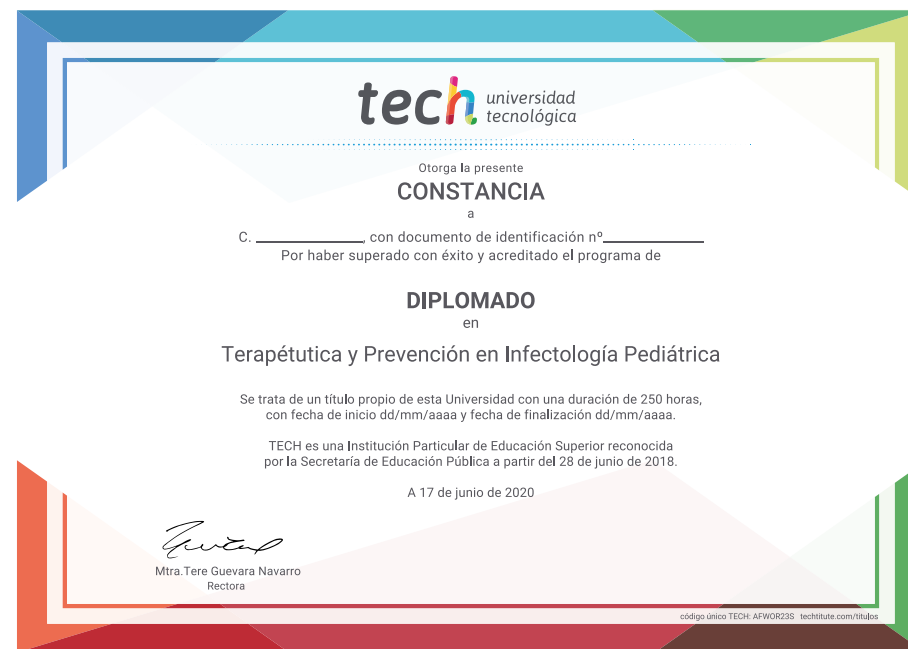 tech universidad
tecnológica
Otorga la presente
CONSTANCIA
a
C. ____________, con documento de identificación nº____________
Por haber superado con éxito y acreditado el programa de
DIPLOMADO
en
Terapétutica y Prevención en Infectología Pediátrica
Se trata de un título propio de esta Universidad con una duración de 250 horas,
con fecha de inicio dd/mm/aaaa y fecha de finalización dd/mm/aaaa.
TECH es una Institución Particular de Educación Superior reconocida
por la Secretaría de Educación Pública a partir del 28 de junio de 2018.
A 17 de junio de 2020
Mtra.Tere Guevara Navarro
Rectora
código único TECH: AFWOR23S techtitute.com/titulos